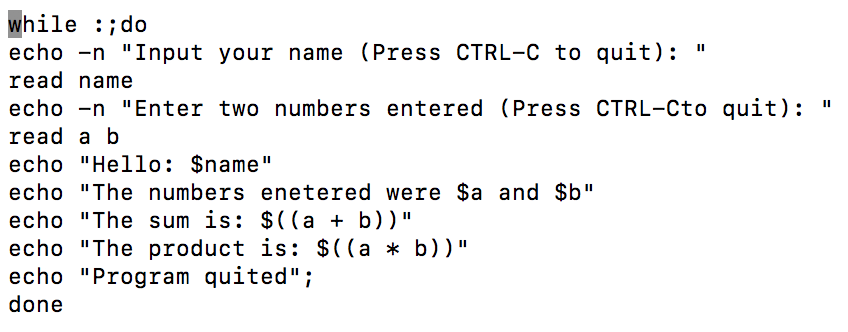 while :;do
echo -n "Input your name (Press CTRL-C to quit): "
read name
echo -n "Enter two numbers entered (Press CTRL-Cto quit): "
read a b
echo "Hello: $name"
echo "The numbers enetered were $a and $b"
echo "The sum is: $((a + b))"
echo "The product is: $((a * b))"
echo "Program quited";
done